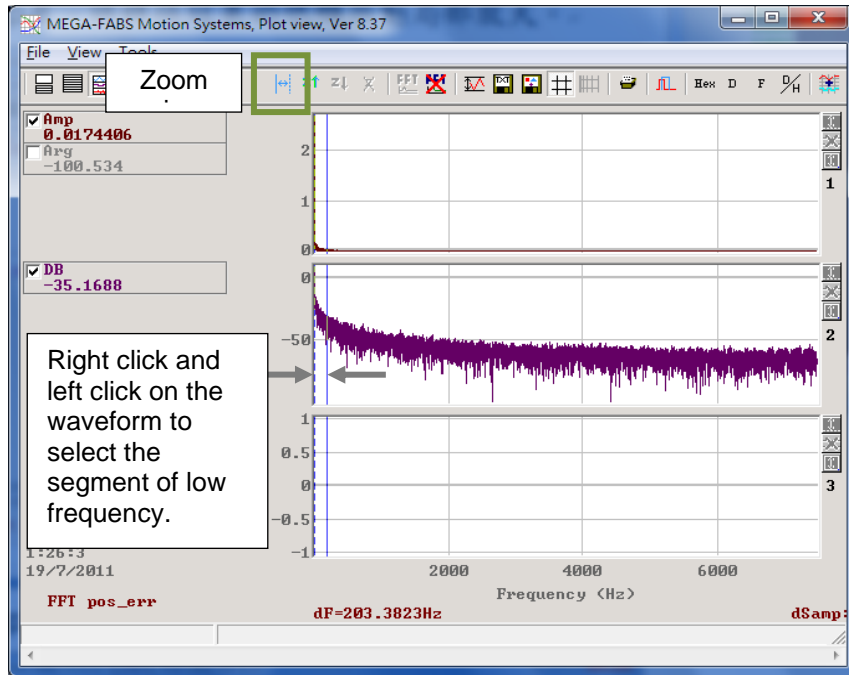 MEGA-FABS Motion Systems, Plot view, Ver 8.37
File View Tools
Zoom
FFT Hex D F D/H
Amp
0.0174406
Arg
-100.534
2
1
0
1
DB
-35.1688
0
-50
2
Right click and
left click on the
waveform to
select the
segment of low
frequency.
1
0.5
0
-0.5
-1
3
1:26:3
19/7/2011
2000 4000 6000
Frequency (Hz)
FFT pos_err
dF=203.3823Hz
dSamp: